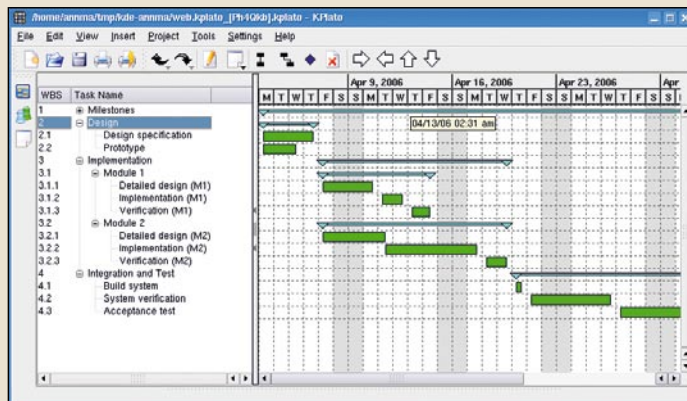 /home/annma/tmp/kde-annma/web.kplato_[Ph4Qkb].kplato - KPlato
File Edit View Insert Project Tools Settings Help
Apr 9, 2006 Apr 16, 2006 Apr 23, 2006 Apr
WBS Task Name M T W T F S S M T W T F S S M T W T F S S M T W T F S S
1 Milestones
2 Design 04/13/06 02:31 am
2.1 Design specification
2.2 Prototype
3 Implementation
3.1 Module 1
3.1.1 Detailed design (M1)
3.1.2 Implementation (M1)
3.1.3 Verification (M1)
3.2 Module 2
3.2.1 Detailed design (M2)
3.2.2 Implementation (M2)
3.2.3 Verification (M2)
4 Integration and Test
4.1 Build system
4.2 System verification
4.3 Acceptance test